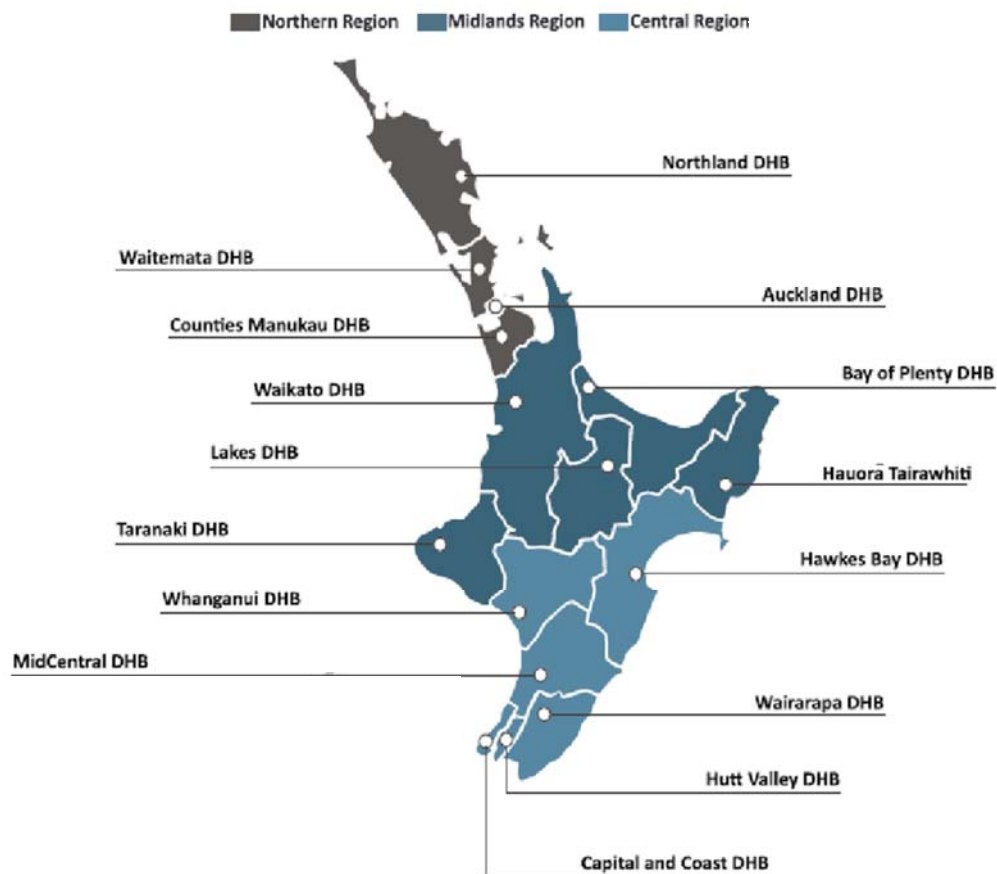 Northern Region Midlands Region Central Region
Northland DHB
Waitemata DHB
Auckland DHB
Counties Manukau DHB
Bay of Plenty DHB
Waikato DHB
Lakes DHB
Hauorā Tairawhiti
Taranaki DHB
Hawkes Bay DHB
Whanganui DHB
MidCentral DHB
Wairarapa DHB
Hutt Valley DHB
Capital and Coast DHB